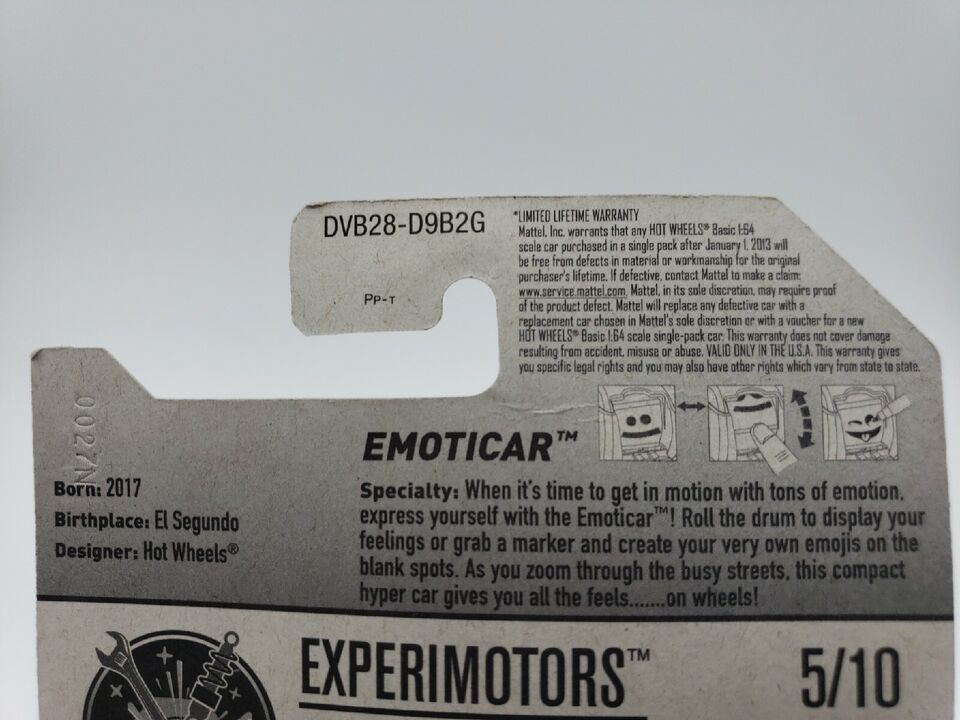 DVB28-D9B2G
PP-T
*LIMITED LIFETIME WARRANTY
Mattel, Inc. warrants that any HOT WHEELS® Basic 1:64
scale car purchased in a single pack after January 1, 2013 will
be free from defects in material or workmanship for the original
purchaser's lifetime. If defective, contact Mattel to make a claim:
www.service.mattel.com. Mattel, in its sole discretion, may require proof
of the product defect. Mattel will replace any defective car with a
replacement car chosen in Mattel's sole discretion or with a voucher for a new
HOT WHEELS® Basic 1:64 scale single-pack car. This warranty does not cover damage
resulting from accident, misuse or abuse. VALID ONLY IN THE U.S.A. This warranty gives
you specific legal rights and you may also have other rights which vary from state to state.
0027N
Born: 2017
Birthplace: El Segundo
Designer: Hot Wheels®
EMOTICAR™
Specialty: When it's time to get in motion with tons of emotion,
express yourself with the Emoticar™! Roll the drum to display your
feelings or grab a marker and create your very own emojis on the
blank spots. As you zoom through the busy streets, this compact
hyper car gives you all the feels.......on wheels!
EXPERIMOTORS™
5/10